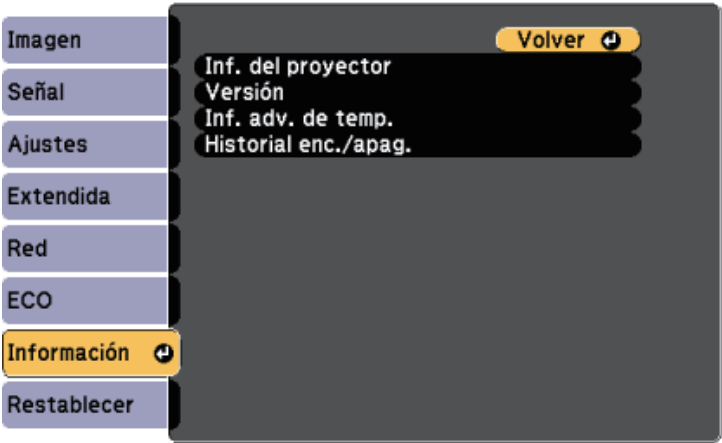 Imagen
Señal
Ajustes
Extendida
Red
ECO
Información
Restablecer
Volver
Inf. del proyector
Versión
Inf. adv. de temp.
Historial enc./apag.